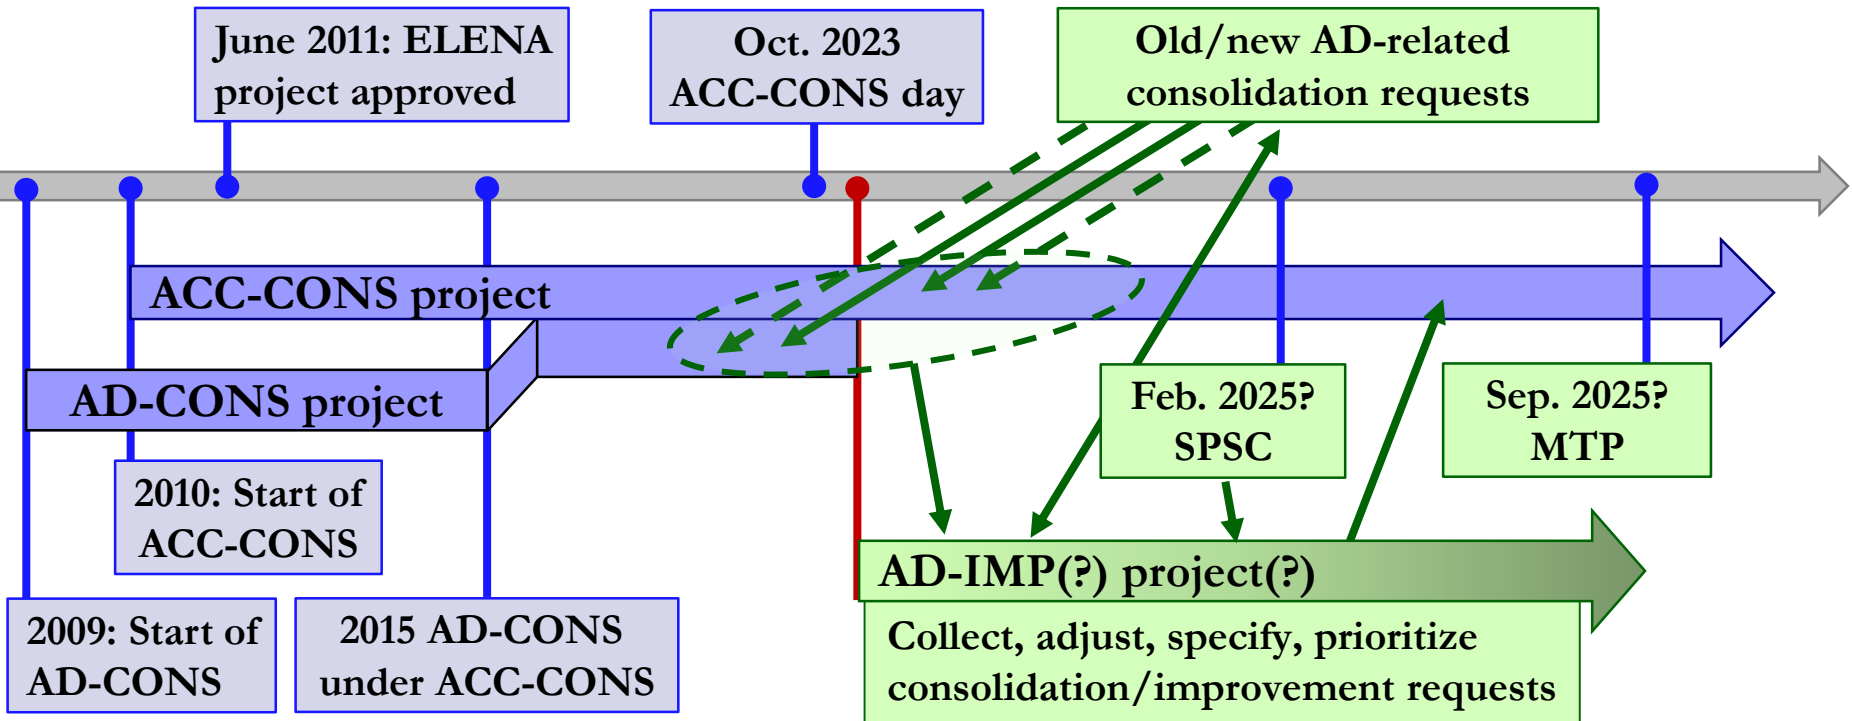 June 2011: ELENA
project approved
Oct. 2023
ACC-CONS day
Old/new AD-related
consolidation requests
ACC-CONS project
AD-CONS project
Feb. 2025?
SPSC
Sep. 2025?
MTP
2010: Start of
ACC-CONS
AD-IMP(?) project(?)
2009: Start of
AD-CONS
2015 AD-CONS
under ACC-CONS
Collect, adjust, specify, prioritize
consolidation/improvement requests